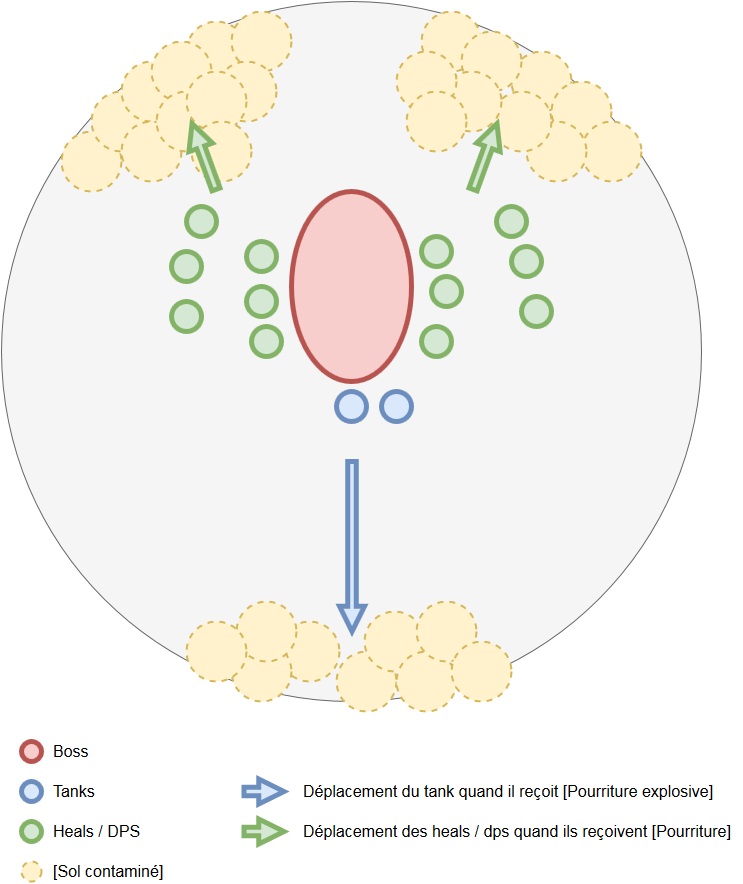 Boss
Tanks
Déplacement du tank quand il reçoit [Pourriture explosive]
Heals / DPS
Déplacement des heals / dps quand ils reçoivent [Pourriture]
[Sol contaminé]